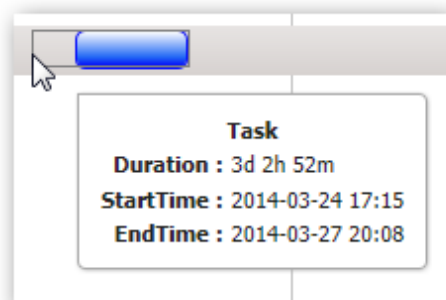 Task
Duration : 3d 2h 52m
StartTime : 2014-03-24 17:15
EndTime : 2014-03-27 20:08